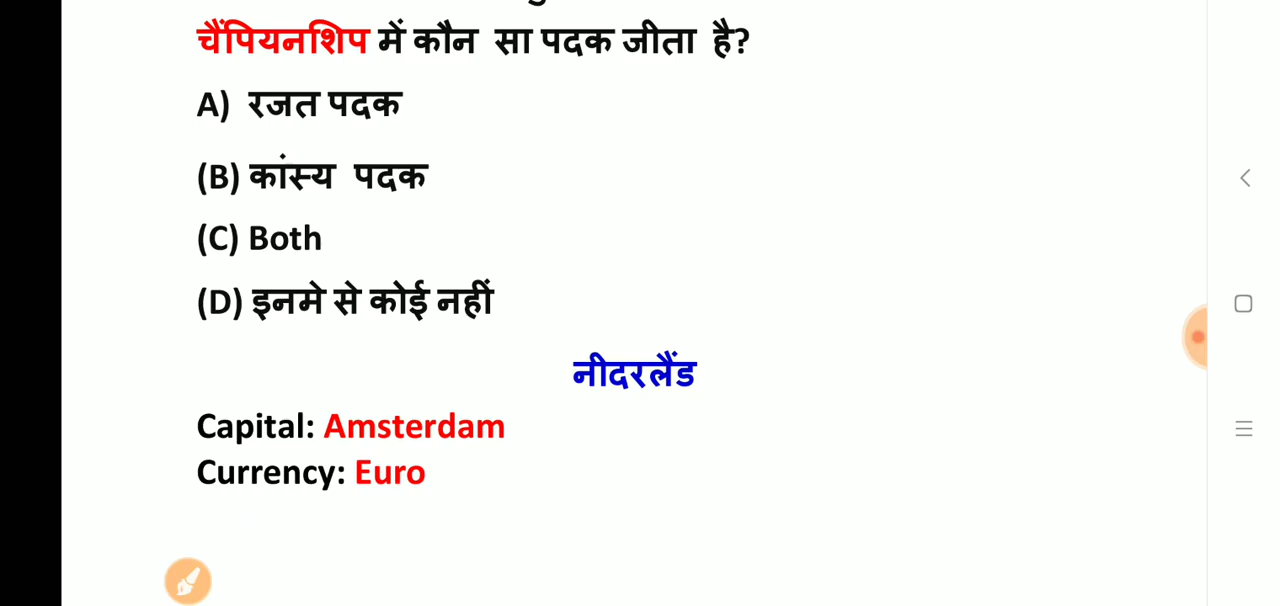 चैंपियनशिप में कौन सा पदक जीता है?
A) रजत पदक
(B) कांस्य पदक
(C) Both
(D) इनमे से कोई नहीं
नीदरलैंड
Capital: Amsterdam
Currency: Euro